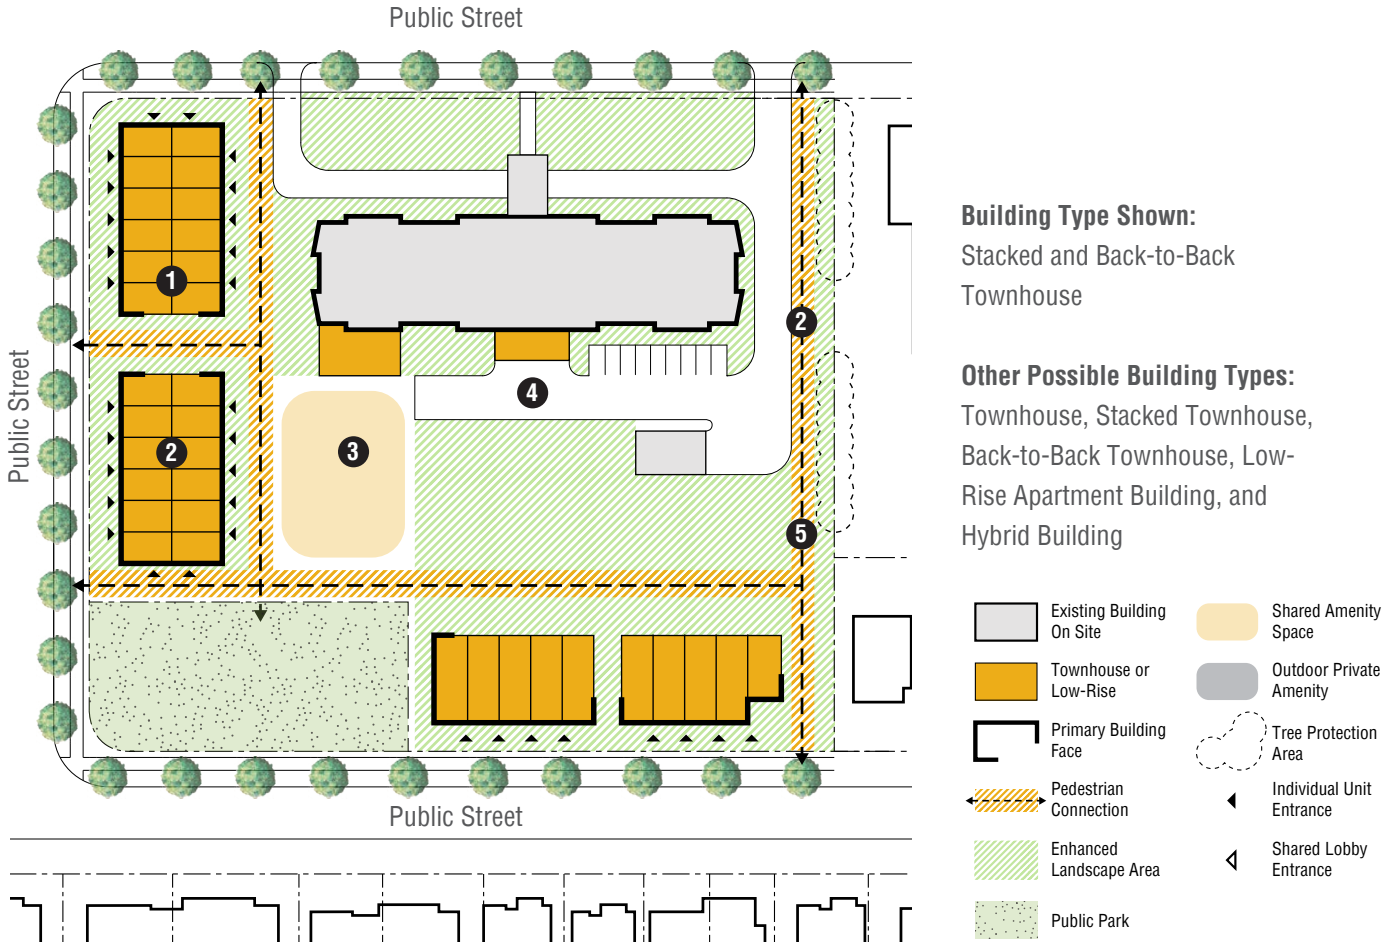 Public Street
Public Street
1
2
3
4
2
5
Public Street
Building Type Shown:
Stacked and Back-to-Back
Townhouse
Other Possible Building Types:
Townhouse, Stacked Townhouse,
Back-to-Back Townhouse, Low-
Rise Apartment Building, and
Hybrid Building
Existing Building
On Site
Townhouse or
Low-Rise
Primary Building
Face
Pedestrian
Connection
Enhanced
Landscape Area
Public Park
Shared Amenity
Space
Outdoor Private
Amenity
Tree Protection
Area
Individual Unit
Entrance
Shared Lobby
Entrance